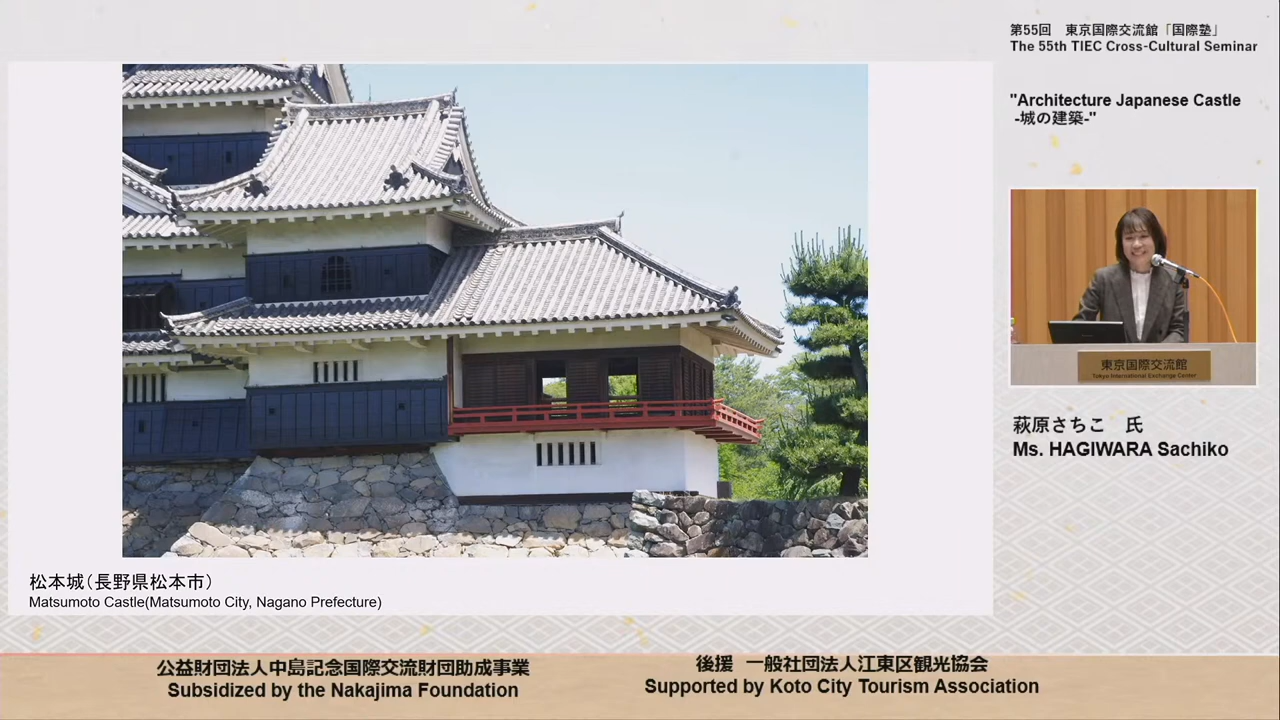 第55回　東京国際交流館「国際塾」
The 55th TIEC Cross-Cultural Seminar
"Architecture Japanese Castle
-城の建築-"
東京国際交流館
Tokyo International Exchange Center
萩原さちこ　氏
Ms. HAGIWARA Sachiko
松本城（長野県松本市）
Matsumoto Castle(Matsumoto City, Nagano Prefecture)
公益財団法人中島記念国際交流財団助成事業
Subsidized by the Nakajima Foundation
後援　一般社団法人江東区観光協会
Supported by Koto City Tourism Association